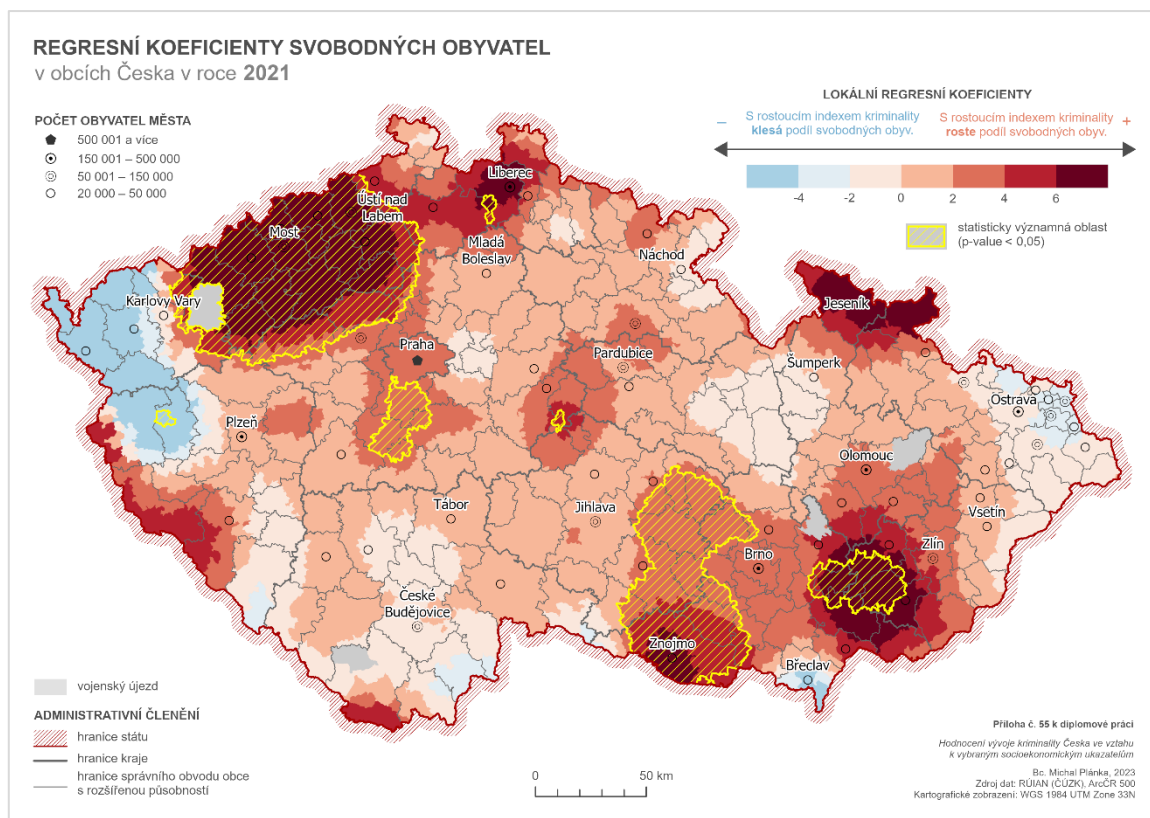 REGRESNÍ KOEFICIENTY SVOBODNÝCH OBYVATEL
v obcích Česka v roce 2021
POČET OBYVATEL MĚSTA
500 001 a více
150 001 – 500 000
50 001 – 150 000
20 000 – 50 000
LOKÁLNÍ REGRESNÍ KOEFICIENTY
– S rostoucím indexem kriminality S rostoucím indexem kriminality +
klesá podíl svobodných obyv. roste podíl svobodných obyv.
-4 -2 0 2 4 6
statisticky významná oblast
(p-value < 0,05)
Liberec
Ústí nad
Labem
Most
Mladá
Boleslav
Náchod
Karlovy Vary
Jeseník
Praha
Pardubice
Šumperk
Ostrava
Plzeň
Olomouc
Tábor
Jihlava
Vsetín
Brno
Zlín
České
Budějovice
Znojmo
Břeclav
vojenský újezd
ADMINISTRATIVNÍ ČLENĚNÍ
hranice státu
hranice kraje
hranice správního obvodu obce
s rozšířenou působností
0 50 km
Příloha č. 55 k diplomové práci
Hodnocení vývoje kriminality Česka ve vztahu
k vybraným socioekonomickým ukazatelům
Bc. Michal Plánka, 2023
Zdroj dat: RÚIAN (ČÚZK), ArcČR 500
Kartografické zobrazení: WGS 1984 UTM Zone 33N